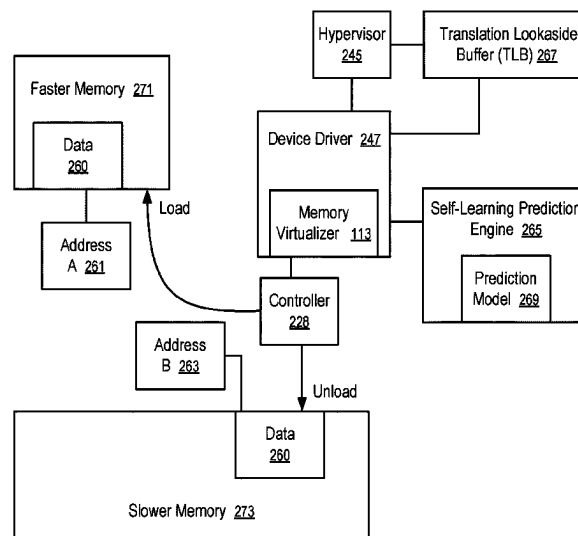 Hypervisor
245
Translation Lookaside
Buffer (TLB) 267
Faster Memory 271
Data
260
Address
A 261
Load
Device Driver 247
Memory
Virtualizer 113
Self-Learning Prediction
Engine 265
Prediction
Model 269
Controller
228
Address
B 263
Unload
Data
260
Slower Memory 273